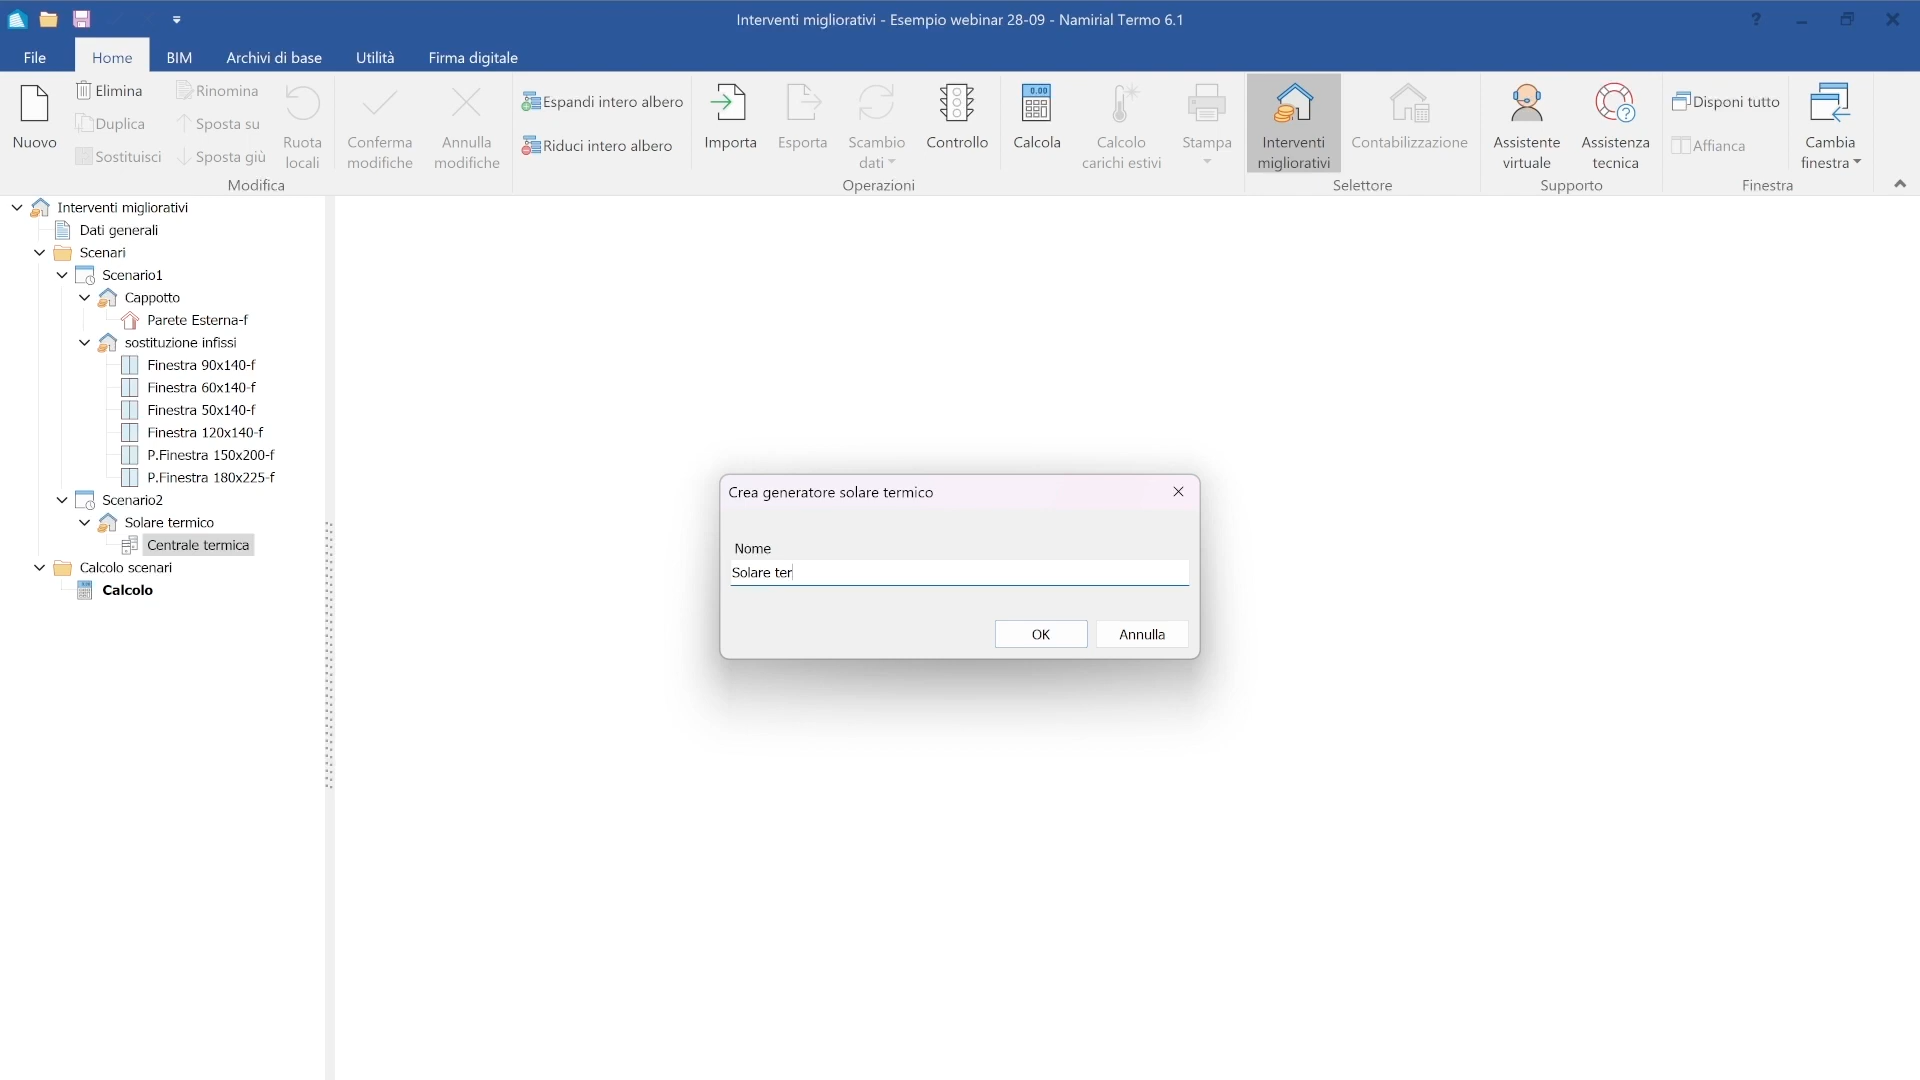 Interventi migliorativi - Esempio webinar 28-09 - Namirial Termo 6.1
?
File
Home
BIM
Archivi di base
Utilità
Firma digitale
Nuovo
Elimina
Duplica
Sostituisci
Rinomina
Sposta su
Sposta giù
Ruota
locali
Modifica
Conferma
modifiche
Annulla
modifiche
Espandi intero albero
Riduci intero albero
Importa
Esporta
Scambio
dati
Controllo
Operazioni
0.00
Calcola
Calcolo
carichi estivi
Stampa
Interventi
migliorativi
Contabilizzazione
Selettore
Assistente
virtuale
Assistenza
tecnica
Supporto
Disponi tutto
Affianca
Cambia
finestra
Finestra
Interventi migliorativi
Dati generali
Scenari
Scenario1
Cappotto
Parete Esterna-f
sostituzione infissi
Finestra 90x140-f
Finestra 60x140-f
Finestra 50x140-f
Finestra 120x140-f
P.Finestra 150x200-f
P.Finestra 180x225-f
Scenario2
Solare termico
Centrale termica
Calcolo scenari
Calcolo
Crea generatore solare termico
Nome
Solare ter
OK
Annulla